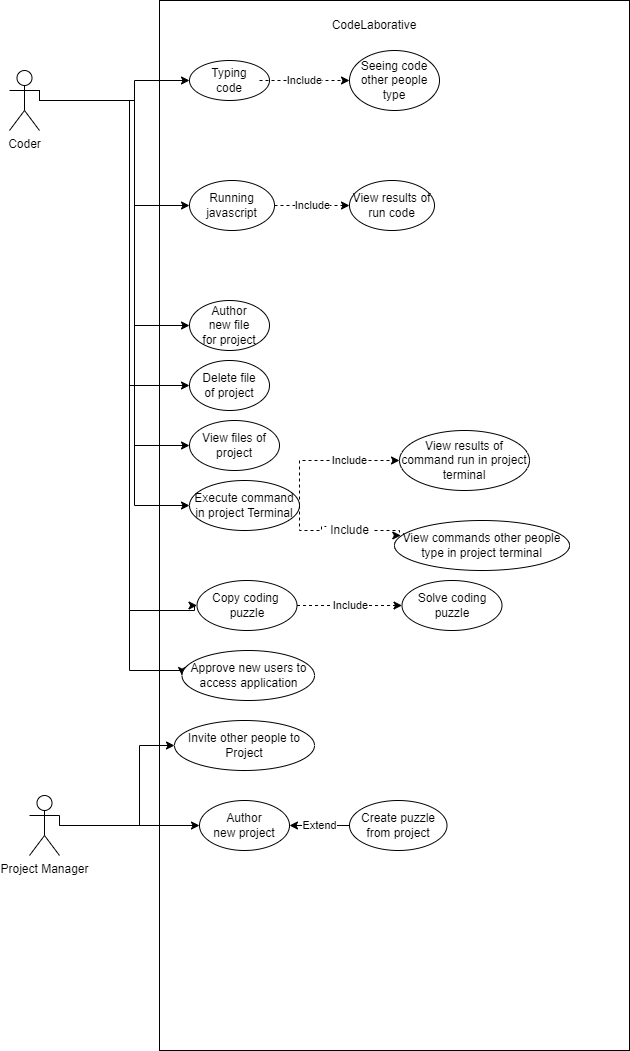 CodeLaborative
Typing
code
Include
Seeing code
other people
type
Coder
Running
javascript
Include
View results of
run code
Author
new file
for project
Delete file
of project
View files of
project
Execute command
in project Terminal
Include
View results of
command run in project
terminal
Include
View commands other people
type in project terminal
Copy coding
puzzle
Include
Solve coding
puzzle
Approve new users to
access application
Invite other people to
Project
Project Manager
Author
new project
Extend
Create puzzle
from project